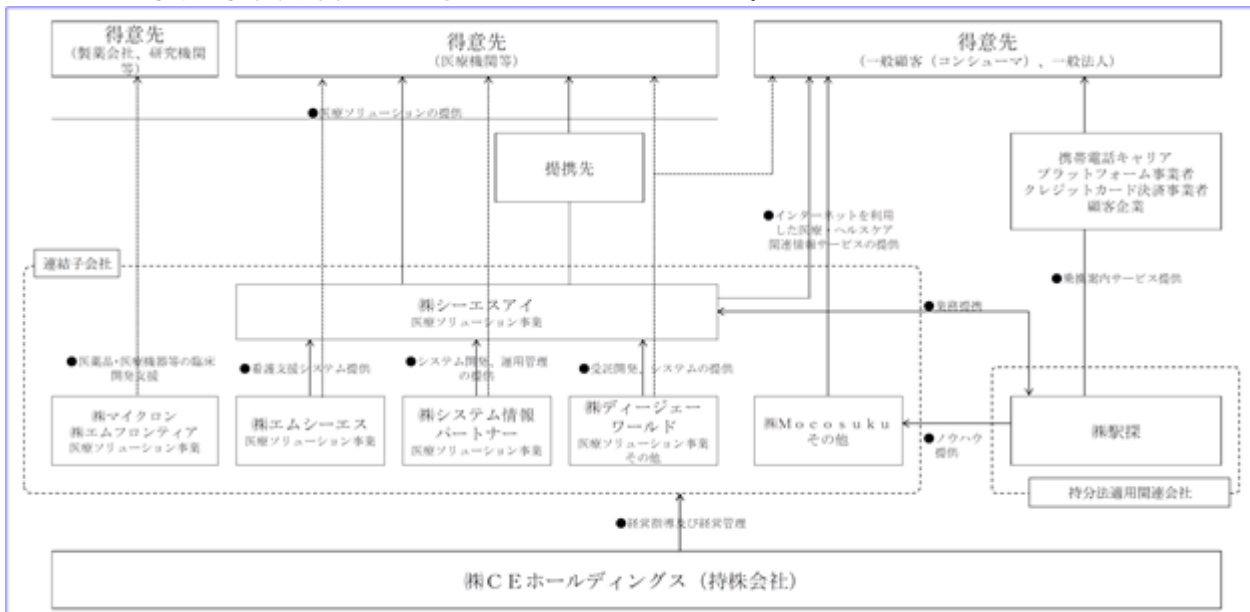 得意先
(製薬会社、研究機関
等)
得意先
(医療機関等)
得意先
(一般顧客(コンシューマ)、一般法人)
●医療ソリューションの提供
提携先
携帯電話キャリア
プラットフォーム事業者
クレジットカード決済事業者
顧客企業
●インターネットを利用
した医療・ヘルスケア
関連情報サービスの提供
連結子会社
●乗換案内サービス提供
㈱シーエスアイ
医療ソリューション事業
●業務提携
●医薬品・医療機器等の臨床
開発支援
●看護支援システム提供
●システム開発、運用管理
の提供
●受託開発、システムの提供
㈱マイクロン
㈱エムフロンティア
医療ソリューション事業
㈱エムシーエス
医療ソリューション事業
㈱システム情報
パートナー
医療ソリューション事業
㈱ディージェー
ワールド
医療ソリューション事業
その他
㈱Mocosuku
その他
●ノウハウ
提供
㈱駅探
持分法適用関連会社
●経営指導及び経営管理
㈱CEホールディングス(持株会社)